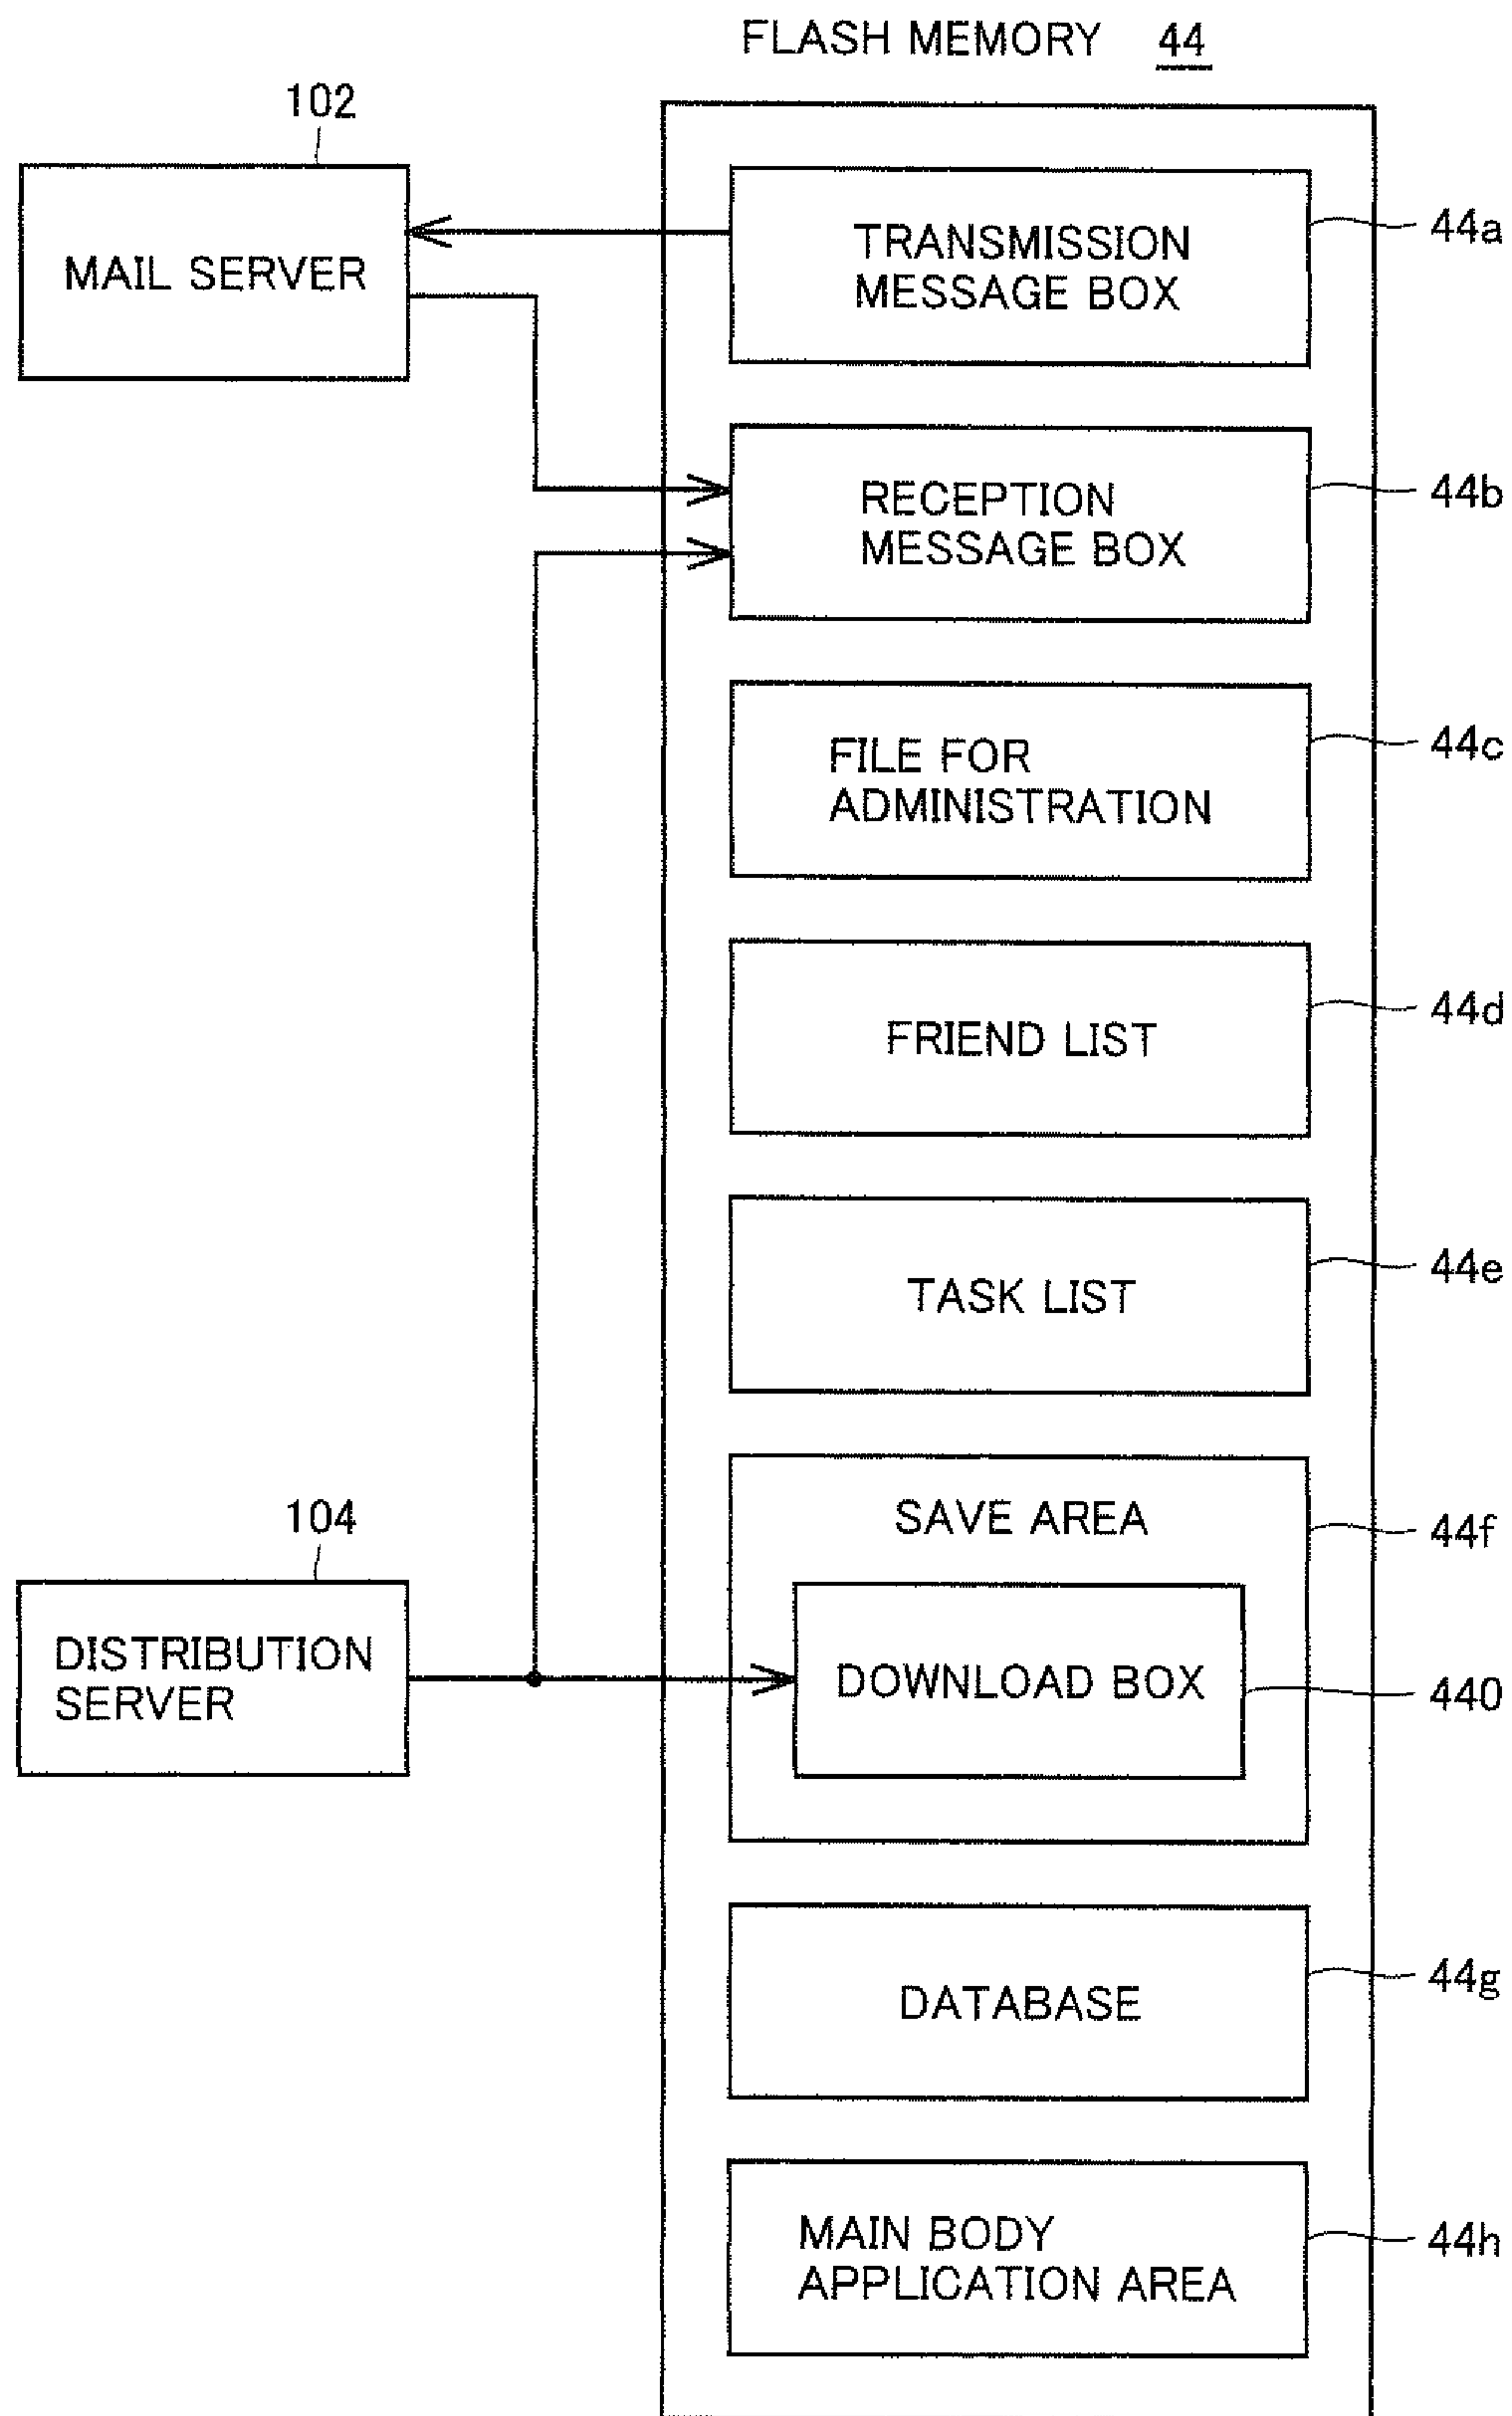 FLASH MEMORY 44
102
MAIL SERVER
TRANSMISSION
MESSAGE BOX
44a
RECEPTION
MESSAGE BOX
44b
FILE FOR
ADMINISTRATION
44c
FRIEND LIST
44d
TASK LIST
44e
SAVE AREA
44f
104
DISTRIBUTION
SERVER
DOWNLOAD BOX
440
DATABASE
44g
MAIN BODY
APPLICATION AREA
44h